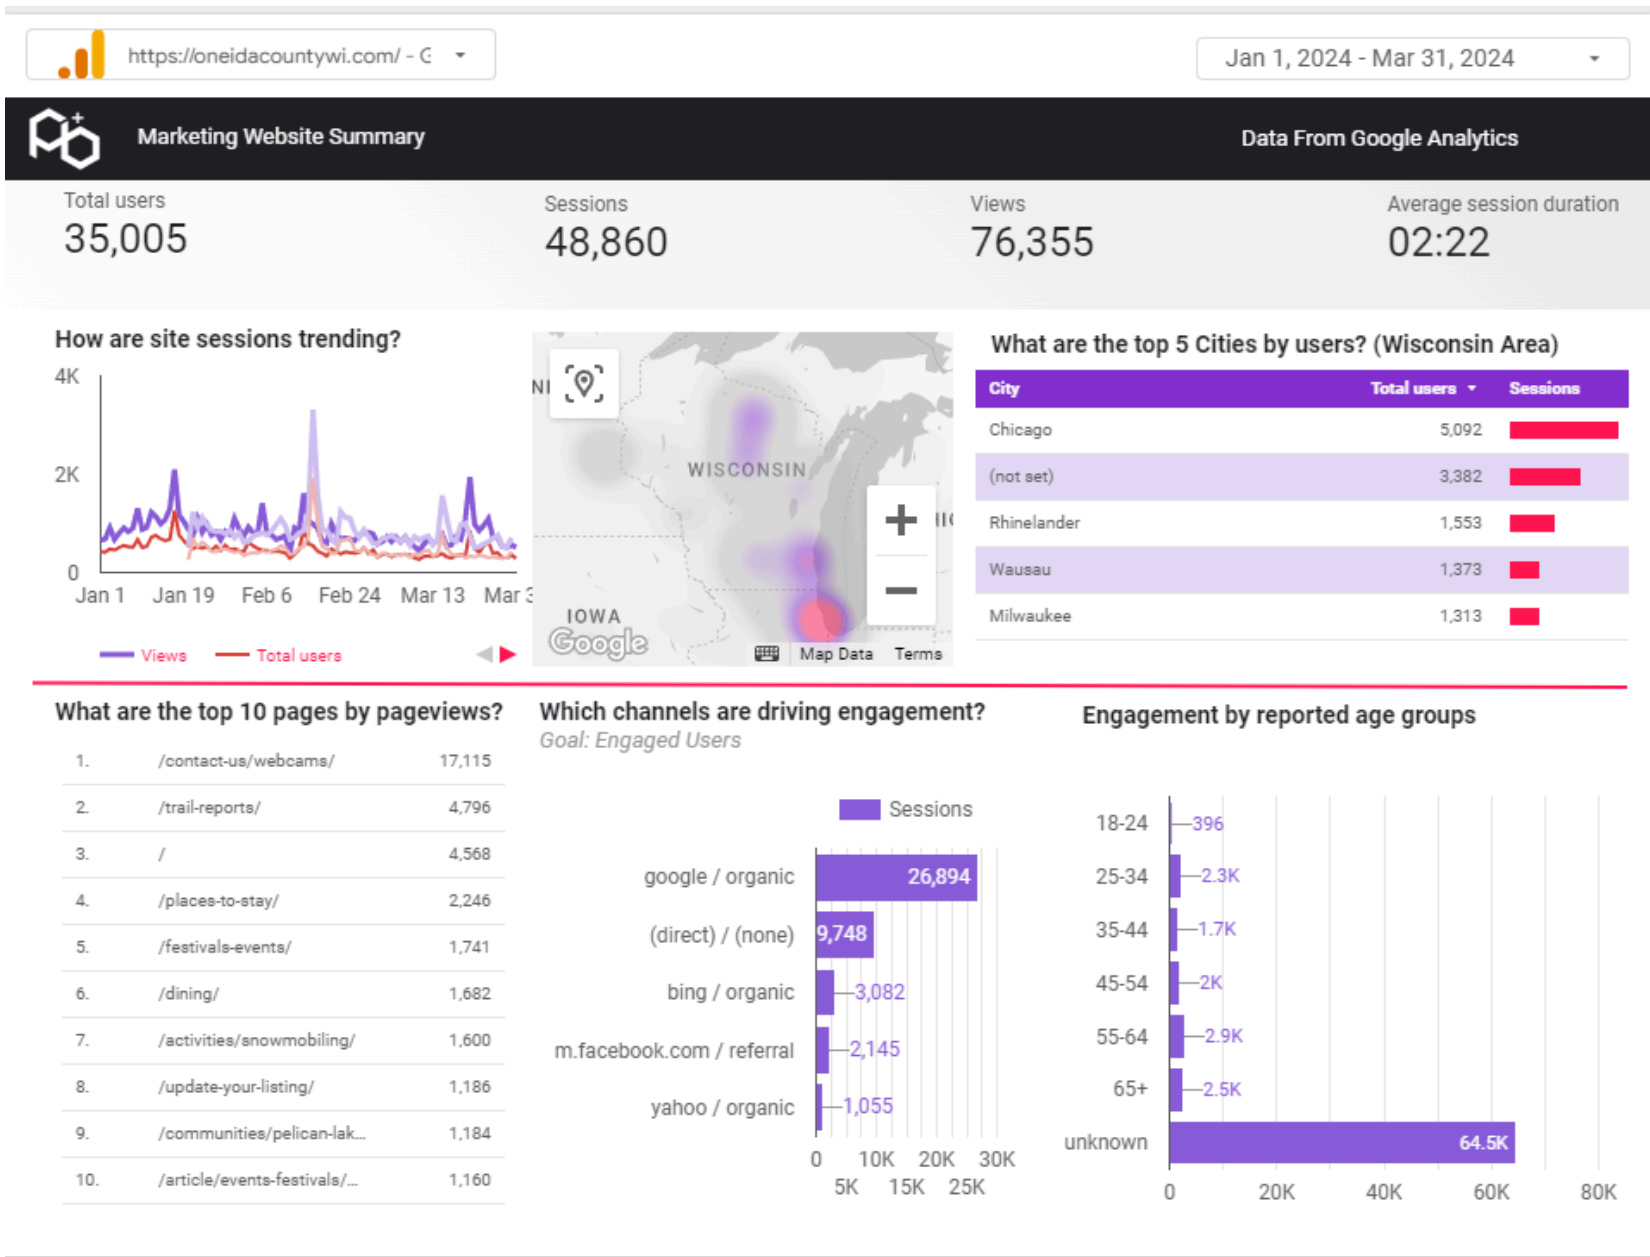 https://oneidacountywi.com/ - G
Jan 1, 2024 - Mar 31, 2024
Marketing Website Summary
Data From Google Analytics
Total users
35,005
Sessions
48,860
Views
76,355
Average session duration
02:22
How are site sessions trending?
4K
2K
0
Jan 1 Jan 19 Feb 6 Feb 24 Mar 13 Mar 3
Views Total users
WISCONSIN
IOWA
Google
Map Data Terms
What are the top 5 Cities by users? (Wisconsin Area)
City Total users Sessions
Chicago 5,092
(not set) 3,382
Rhinelander 1,553
Wausau 1,373
Milwaukee 1,313
What are the top 10 pages by pageviews?
1. /contact-us/webcams/ 17,115
2. /trail-reports/ 4,796
3. / 4,568
4. /places-to-stay/ 2,246
5. /festivals-events/ 1,741
6. /dining/ 1,682
7. /activities/snowmobiling/ 1,600
8. /update-your-listing/ 1,186
9. /communities/pelican-lak... 1,184
10. /article/events-festivals/... 1,160
Which channels are driving engagement?
Goal: Engaged Users
Sessions
google / organic 26,894
(direct) / (none) 9,748
bing / organic 3,082
m.facebook.com / referral 2,145
yahoo / organic 1,055
0 10K 20K 30K
5K 15K 25K
Engagement by reported age groups
18-24 396
25-34 2.3K
35-44 1.7K
45-54 2K
55-64 2.9K
65+ 2.5K
unknown 64.5K
0 20K 40K 60K 80K